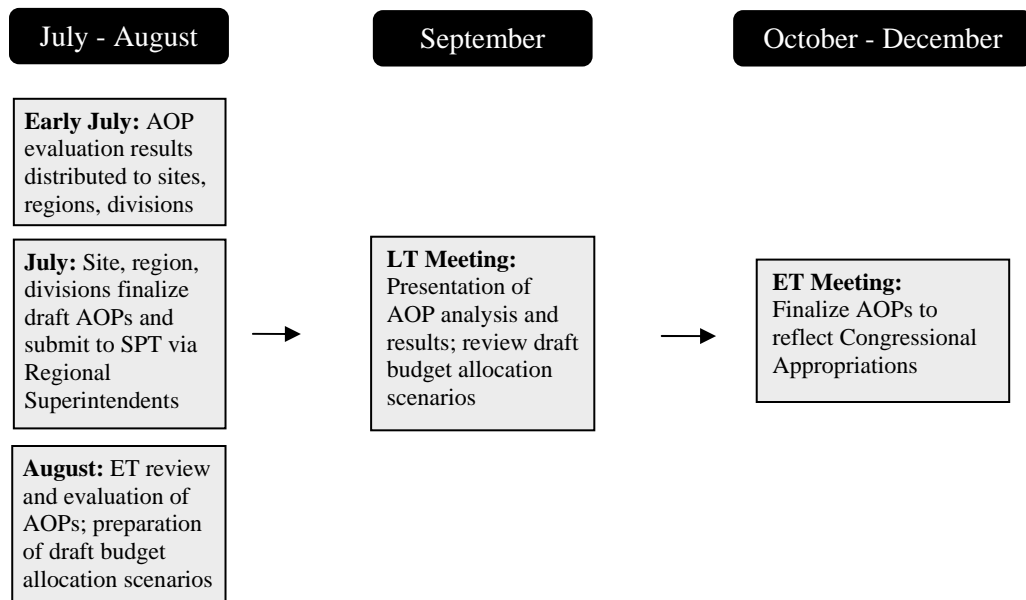 July - August
September
October - December
Early July: AOP
evaluation results
distributed to sites,
regions, divisions
July: Site, region,
divisions finalize
draft AOPs and
submit to SPT via
Regional
Superintendents
August: ET review
and evaluation of
AOPs; preparation
of draft budget
allocation scenarios
LT Meeting:
Presentation of
AOP analysis and
results; review draft
budget allocation
scenarios
ET Meeting:
Finalize AOPs to
reflect Congressional
Appropriations